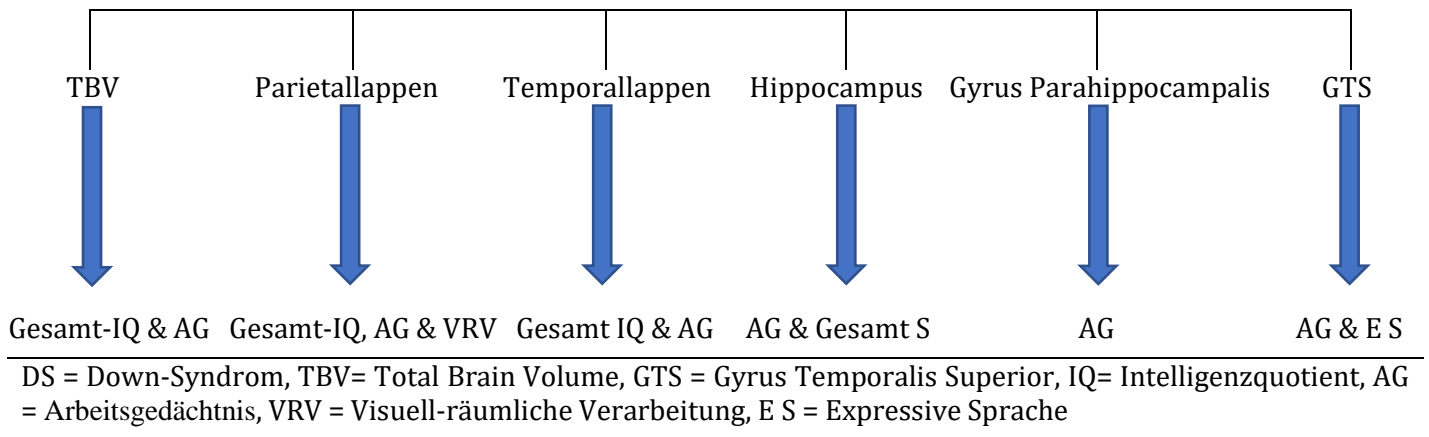 TBV Parietallappen Temporallappen Hippocampus Gyrus Parahippocampalis GTS
Gesamt-IQ & AG Gesamt-IQ, AG & VRV Gesamt IQ & AG AG & Gesamt S AG AG & E S
DS = Down-Syndrom, TBV= Total Brain Volume, GTS = Gyrus Temporalis Superior, IQ= Intelligenzquotient, AG
= Arbeitsgedächtnis, VRV = Visuell-räumliche Verarbeitung, E S = Expressive Sprache